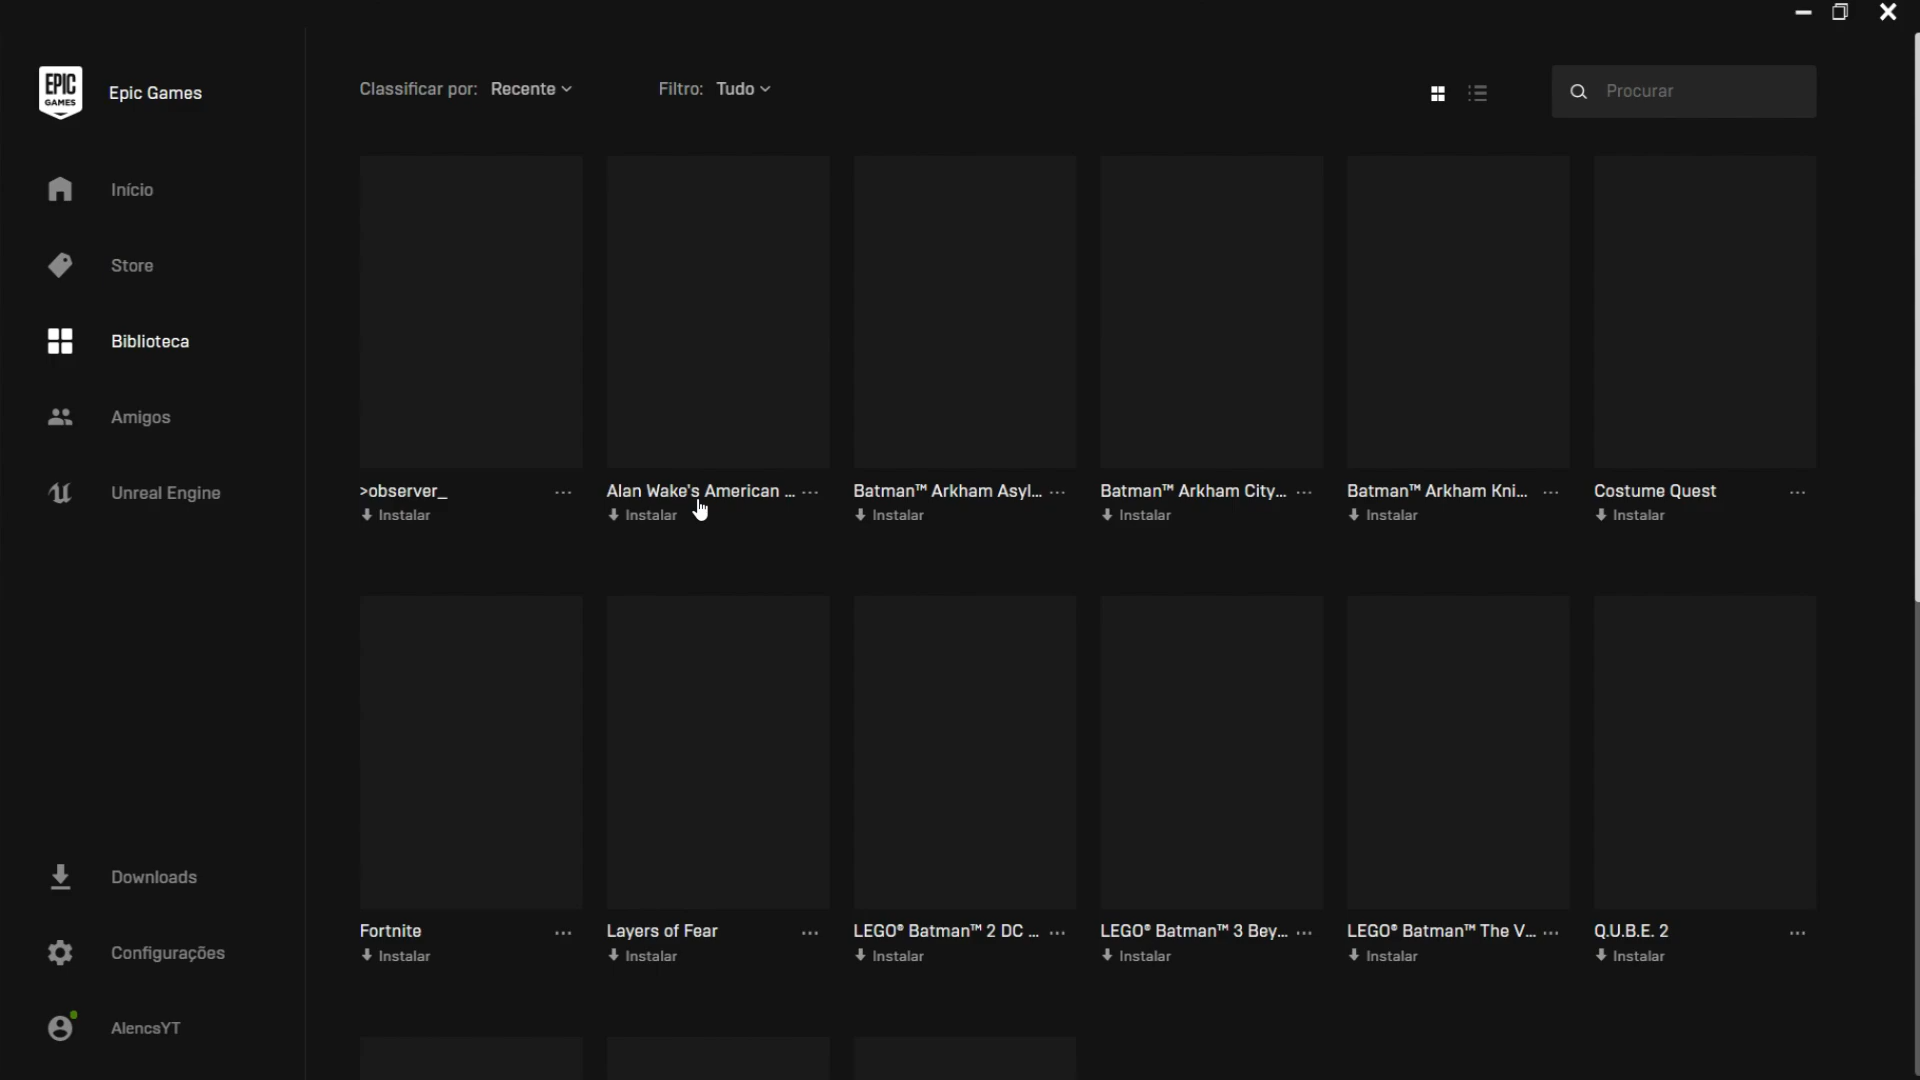 EPIC
GAMES
Epic Games
Início
Store
Biblioteca
Amigos
Unreal Engine
Downloads
Configurações
AlencsYT
Classificar por: Recente
Filtro: Tudo
Procurar
>observer_ ...
Instalar
Alan Wake's American ... ...
Instalar
Batman™ Arkham Asyl... ...
Instalar
Batman™ Arkham City... ...
Instalar
Batman™ Arkham Kni... ...
Instalar
Costume Quest ...
Instalar
Fortnite ...
Instalar
Layers of Fear ...
Instalar
LEGO® Batman™ 2 DC ... ...
Instalar
LEGO® Batman™ 3 Bey... ...
Instalar
LEGO® Batman™ The V... ...
Instalar
Q.U.B.E. 2 ...
Instalar